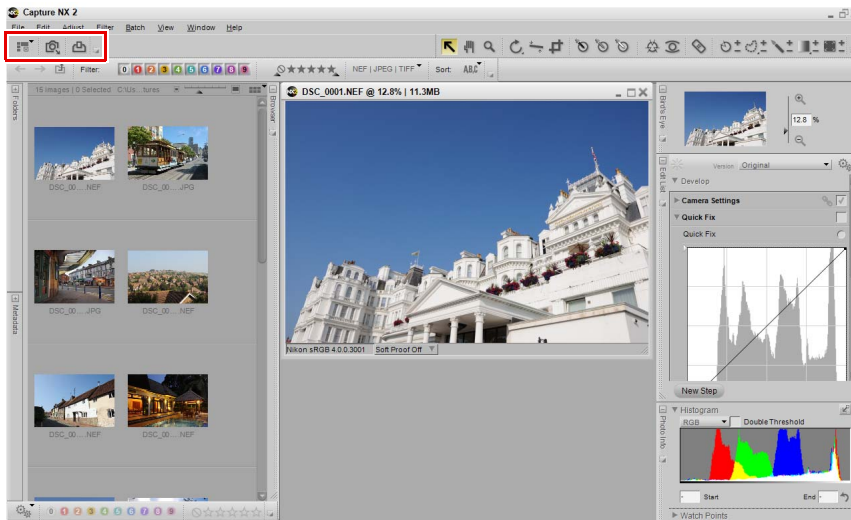 Capture NX 2
File Edit Adjust Filter Batch View Window Help
Filter: 0 1 2 3 4 5 6 7 8 9 NEF | JPEG | TIFF Sort: ABC
Folders
15 images | 0 Selected C:\Us... tures
Browser
DSC_00... .NEF DSC_00... .JPG
DSC_00... .JPG DSC_00... .NEF
Metadata
DSC_00... .NEF DSC_00... .NEF
0 1 2 3 4 5 6 7 8 9
DSC_0001.NEF @ 12.8% | 11.3MB
Nikon sRGB 4.0.0.3001 Soft Proof Off
Bird's Eye
12.8 %
Edit List
Version Original
Develop
Camera Settings
Quick Fix
Quick Fix
New Step
Photo Info
Histogram
RGB Double Threshold
- Start End -
Watch Points